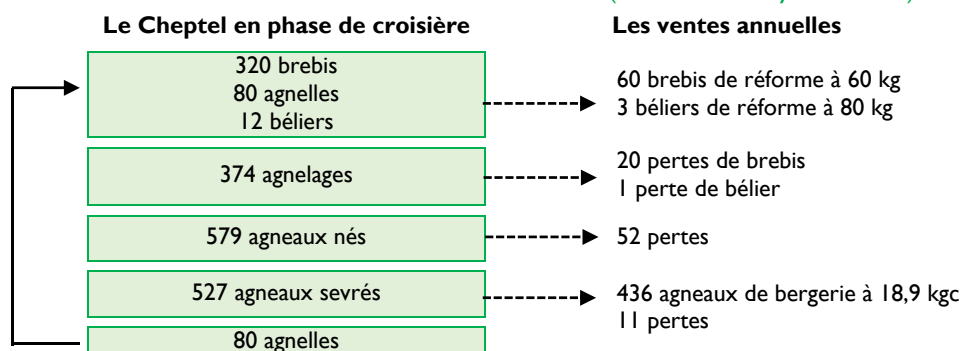 Le Cheptel en phase de croisière
Les ventes annuelles
320 brebis
80 agnelles
12 béliers
60 brebis de réforme à 60 kg
3 béliers de réforme à 80 kg
374 agnelages
20 pertes de brebis
1 perte de bélier
579 agneaux nés
52 pertes
527 agneaux sevrés
436 agneaux de bergerie à 18,9 kgc
11 pertes
80 agnelles